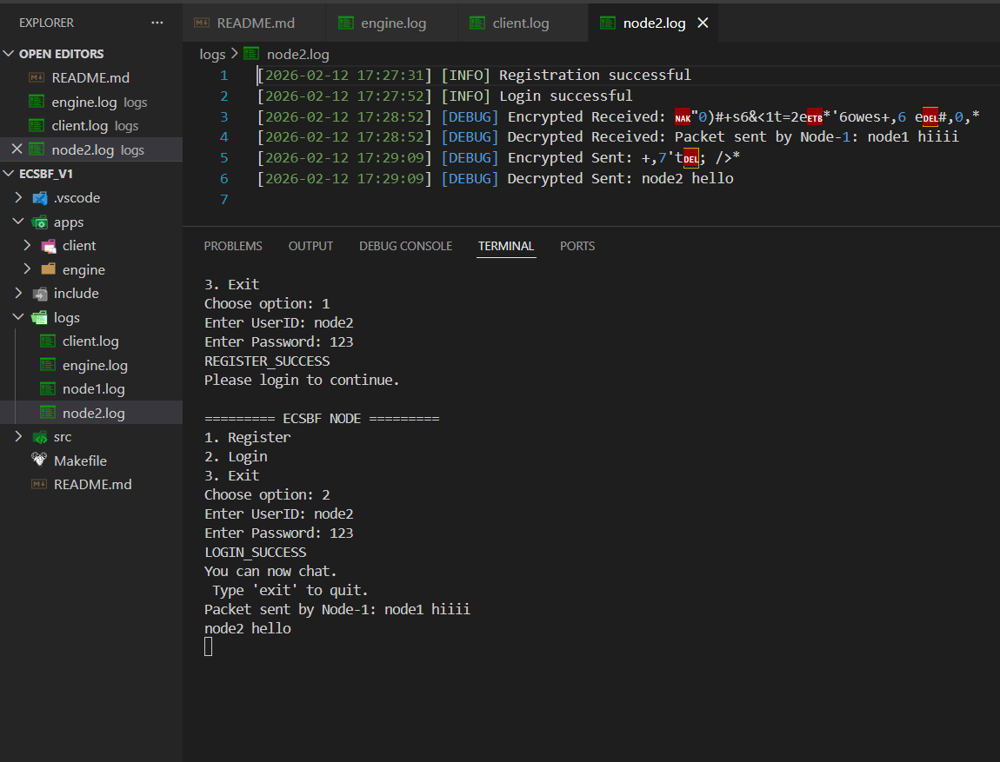 EXPLORER
OPEN EDITORS
README.md
engine.log logs
client.log logs
node2.log logs
ECSBF_V1
.vscode
apps
client
engine
include
logs
client.log
engine.log
node1.log
node2.log
src
Makefile
README.md
README.md engine.log client.log node2.log
logs > node2.log
1 [2026-02-12 17:27:31] [INFO] Registration successful
2 [2026-02-12 17:27:52] [INFO] Login successful
3 [2026-02-12 17:28:52] [DEBUG] Encrypted Received: NAK"0)#+s6&<1t=2eETB*'6owes+,6 eDEL#,0,*
4 [2026-02-12 17:28:52] [DEBUG] Decrypted Received: Packet sent by Node-1: node1 hiiii
5 [2026-02-12 17:29:09] [DEBUG] Encrypted Sent: +,7'tDEL; />*
6 [2026-02-12 17:29:09] [DEBUG] Decrypted Sent: node2 hello
7
PROBLEMS OUTPUT DEBUG CONSOLE TERMINAL PORTS
3. Exit
Choose option: 1
Enter UserID: node2
Enter Password: 123
REGISTER_SUCCESS
Please login to continue.
========= ECSBF NODE =========
1. Register
2. Login
3. Exit
Choose option: 2
Enter UserID: node2
Enter Password: 123
LOGIN_SUCCESS
You can now chat.
Type 'exit' to quit.
Packet sent by Node-1: node1 hiiii
node2 hello